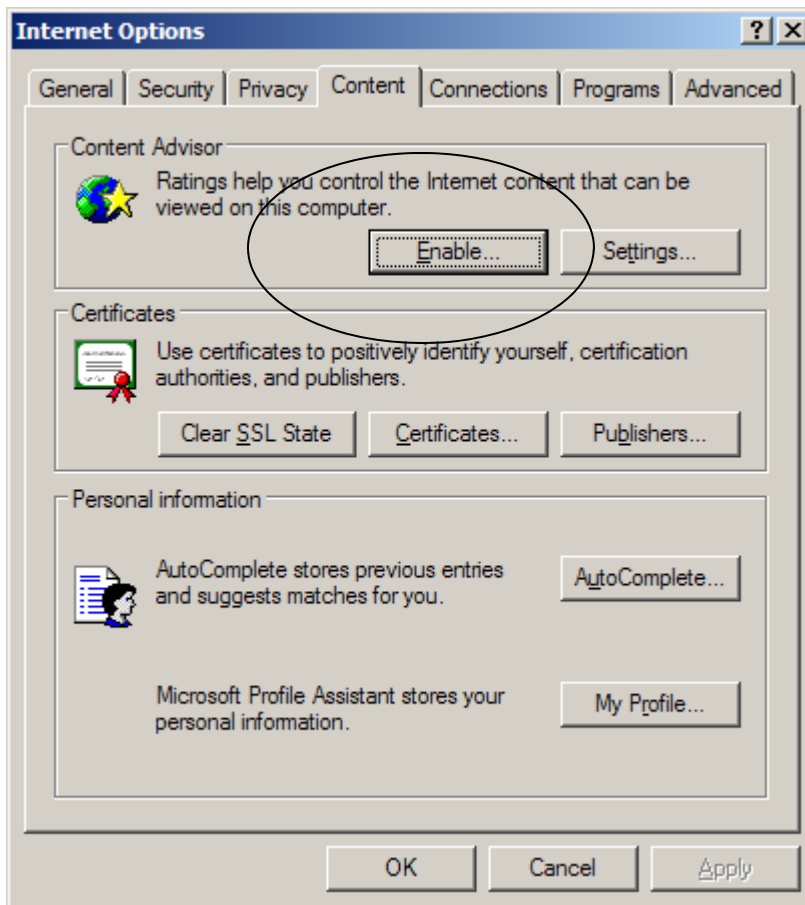 Internet Options
General Security Privacy Content Connections Programs Advanced
Content Advisor
Ratings help you control the Internet content that can be
viewed on this computer.
Enable... Settings...
Certificates
Use certificates to positively identify yourself, certification
authorities, and publishers.
Clear SSL State Certificates... Publishers...
Personal information
AutoComplete stores previous entries
and suggests matches for you.
AutoComplete...
Microsoft Profile Assistant stores your
personal information.
My Profile...
OK Cancel Apply